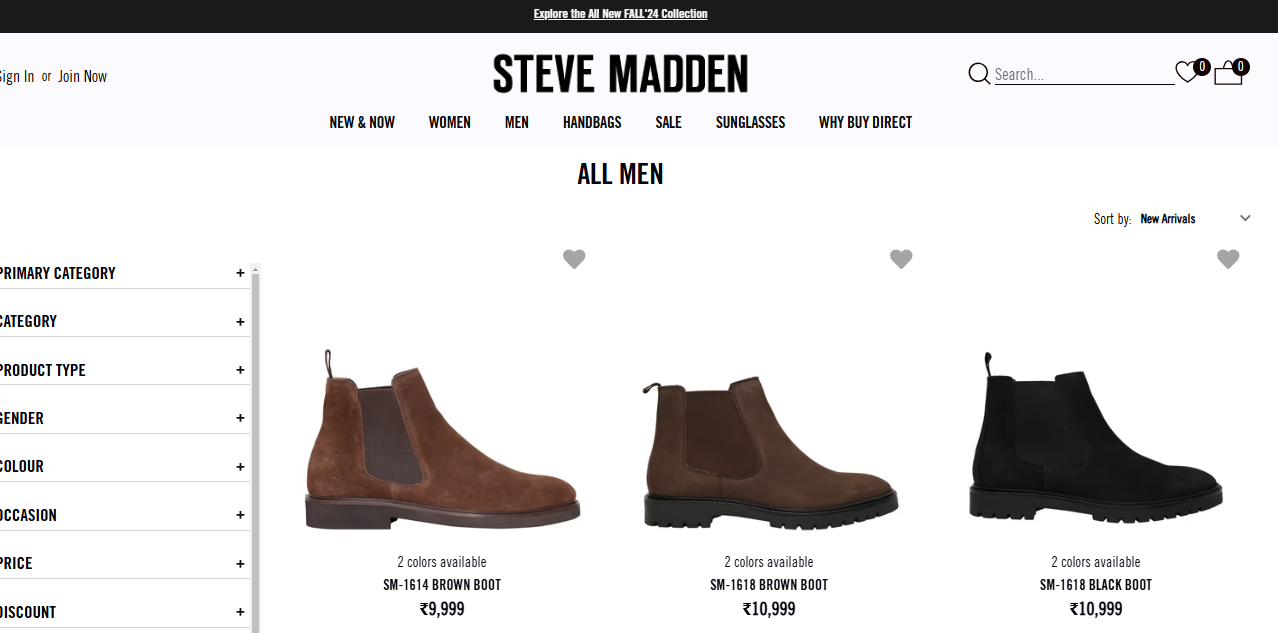 Explore the All New FALL'24 Collection
Sign In or Join Now
STEVE MADDEN
Search...
0
0
NEW & NOW WOMEN MEN HANDBAGS SALE SUNGLASSES WHY BUY DIRECT
ALL MEN
Sort by: New Arrivals
PRIMARY CATEGORY +
CATEGORY +
PRODUCT TYPE +
GENDER +
COLOUR +
OCCASION +
PRICE +
DISCOUNT +
2 colors available
SM-1614 BROWN BOOT
₹9,999
2 colors available
SM-1618 BROWN BOOT
₹10,999
2 colors available
SM-1618 BLACK BOOT
₹10,999